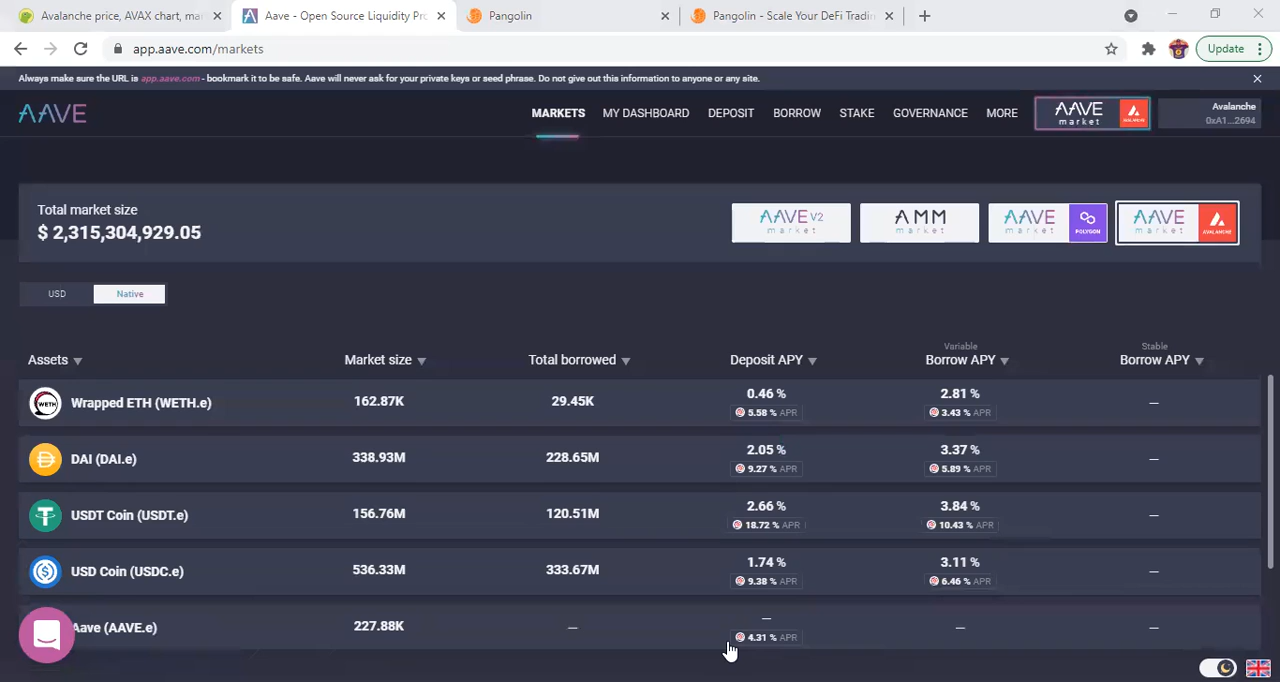 Avalanche price, AVAX chart, ma
Aave - Open Source Liquidity Pro
Pangolin
Pangolin - Scale Your DeFi Tradin
app.aave.com/markets
Update
Always make sure the URL is app.aave.com - bookmark it to be safe. Aave will never ask for your private keys or seed phrase. Do not give out this information to anyone or any site.
AAVE
MARKETS MY DASHBOARD DEPOSIT BORROW STAKE GOVERNANCE MORE
AAVE market
Avalanche
0xA1...2694
Total market size
$ 2,315,304,929.05
AAVE V2 market
AMM market
AAVE market POLYGON
AAVE market AVALANCHE
USD Native
Assets Market size Total borrowed Deposit APY Variable Borrow APY Stable Borrow APY
Wrapped ETH (WETH.e) 162.87K 29.45K 0.46 % 2.81 % —
5.58 % APR 3.43 % APR
DAI (DAI.e) 338.93M 228.65M 2.05 % 3.37 % —
9.27 % APR 5.89 % APR
USDT Coin (USDT.e) 156.76M 120.51M 2.66 % 3.84 % —
18.72 % APR 10.43 % APR
USD Coin (USDC.e) 536.33M 333.67M 1.74 % 3.11 % —
9.38 % APR 6.46 % APR
Aave (AAVE.e) 227.88K — — — —
4.31 % APR